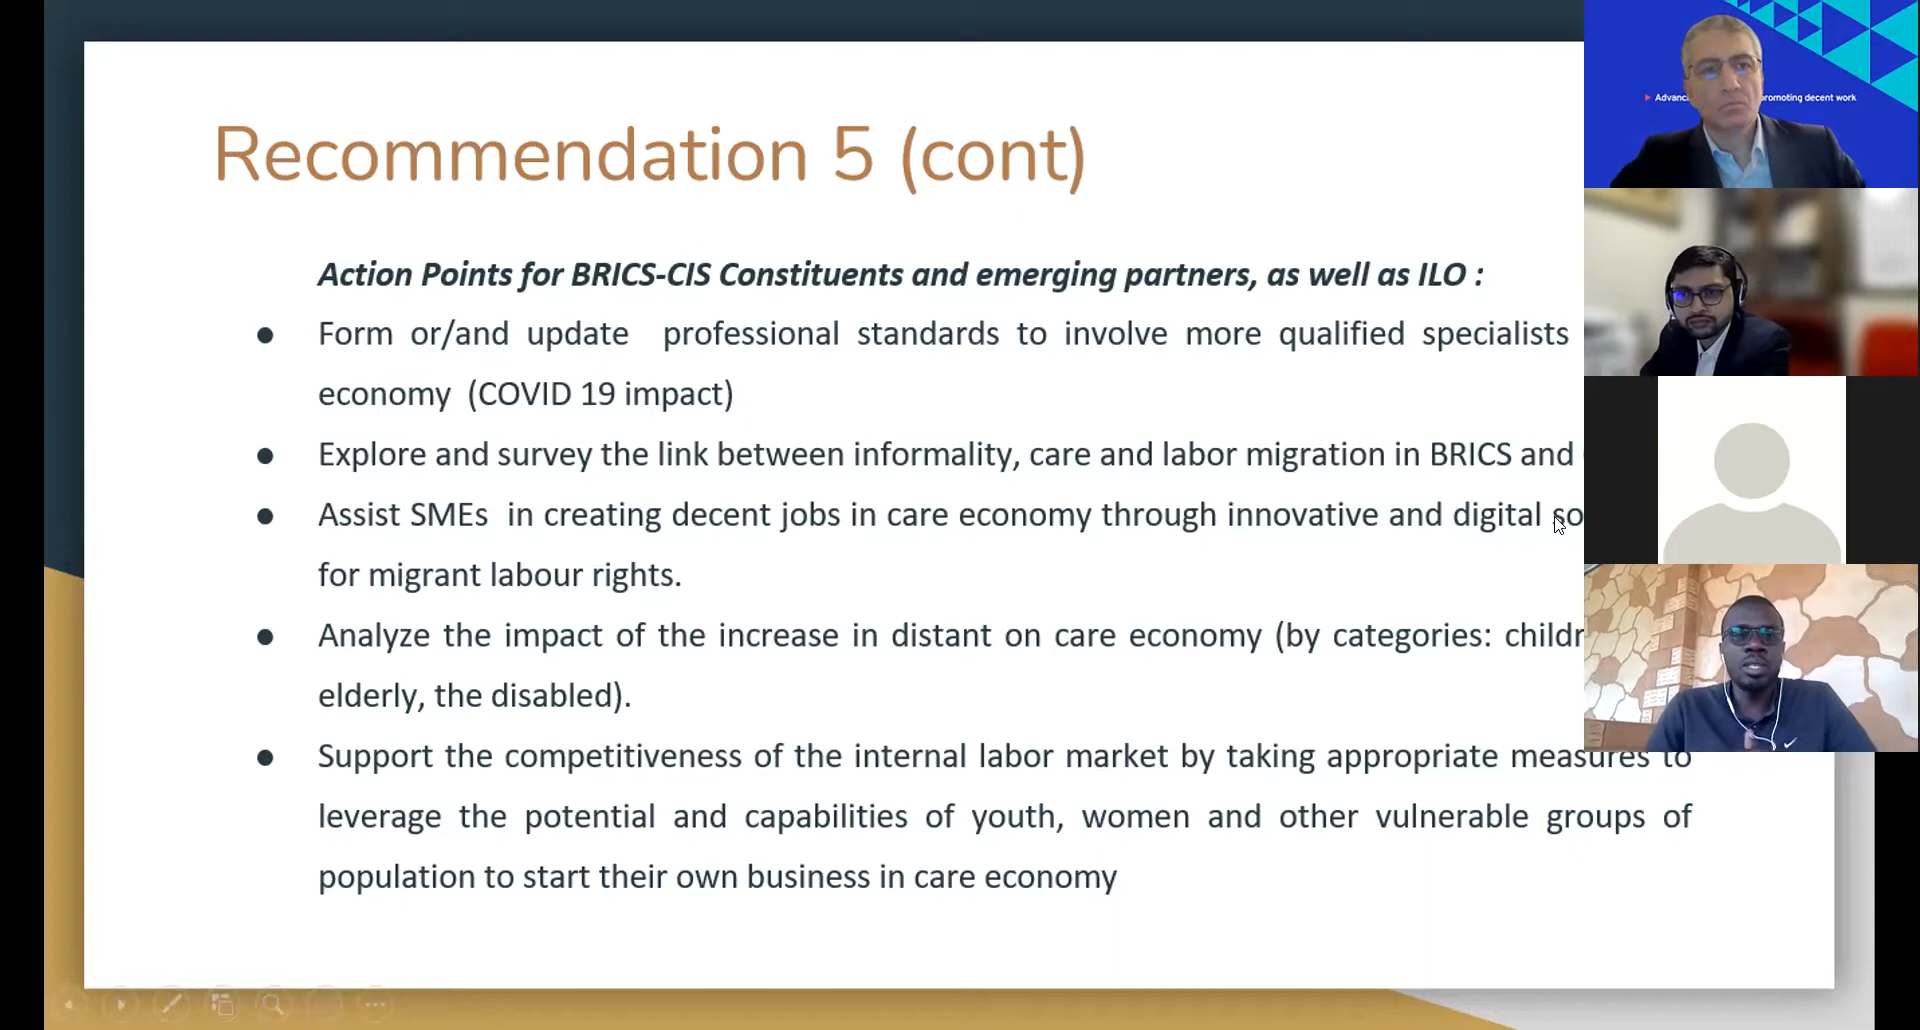 Recommendation 5 (cont)
Action Points for BRICS-CIS Constituents and emerging partners, as well as ILO :
● Form or/and update professional standards to involve more qualified specialists
economy (COVID 19 impact)
● Explore and survey the link between informality, care and labor migration in BRICS and
● Assist SMEs in creating decent jobs in care economy through innovative and digital
for migrant labour rights.
● Analyze the impact of the increase in distant on care economy (by categories:
elderly, the disabled).
● Support the competitiveness of the internal labor market by taking appropriate measures to
leverage the potential and capabilities of youth, women and other vulnerable groups of
population to start their own business in care economy
promoting decent work